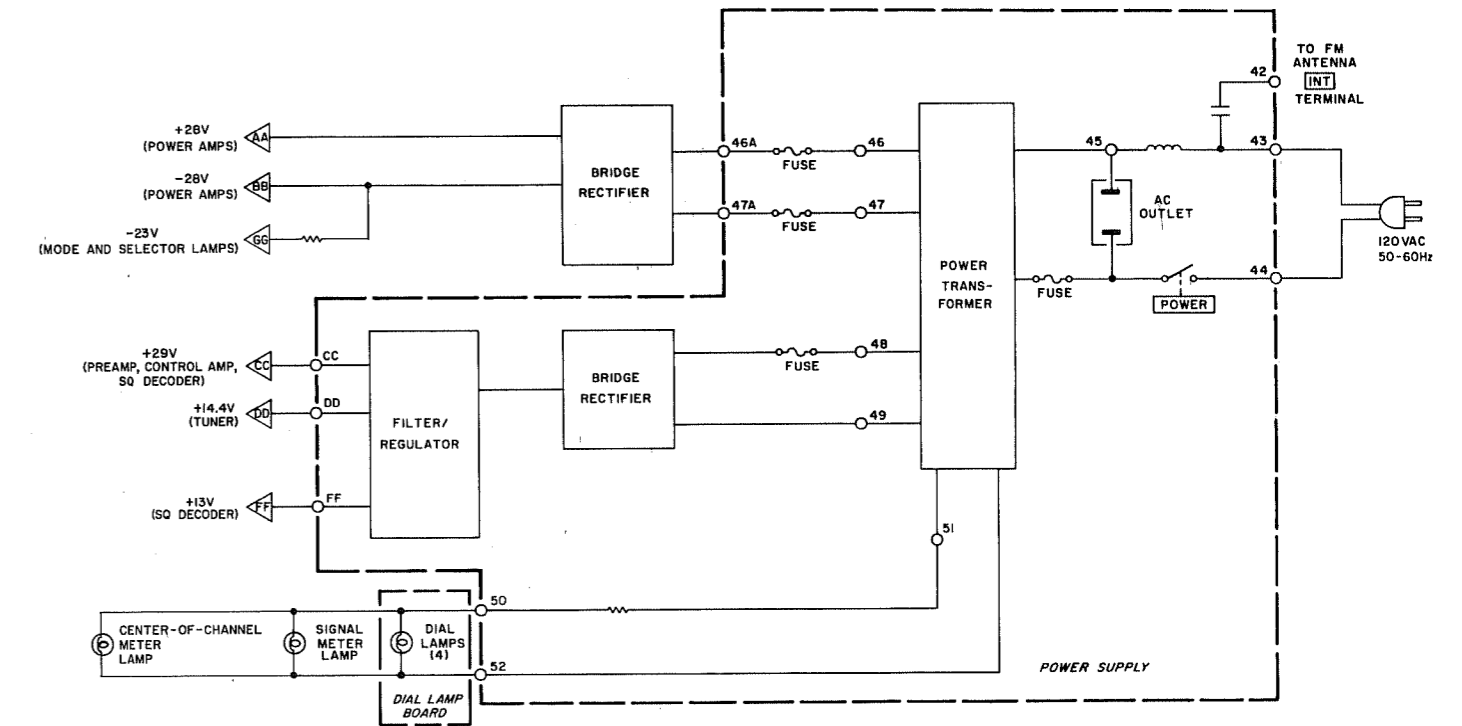 TO FM
ANTENNA
INT
TERMINAL
42
+28V
(POWER AMPS)
AA
-28V
(POWER AMPS)
BB
-23V
(MODE AND SELECTOR LAMPS)
GG
BRIDGE
RECTIFIER
46A
FUSE
46
47A
FUSE
47
POWER
TRANS-
FORMER
45
43
AC
OUTLET
120VAC
50-60Hz
FUSE
POWER
44
+29V
(PREAMP, CONTROL AMP,
SQ DECODER)
CC
CC
+14.4V
(TUNER)
DD
DD
+13V
(SQ DECODER)
FF
FF
FILTER/
REGULATOR
BRIDGE
RECTIFIER
FUSE
48
49
51
50
52
CENTER-OF-CHANNEL
METER
LAMP
SIGNAL
METER
LAMP
DIAL
LAMPS
(4)
DIAL LAMP
BOARD
POWER SUPPLY